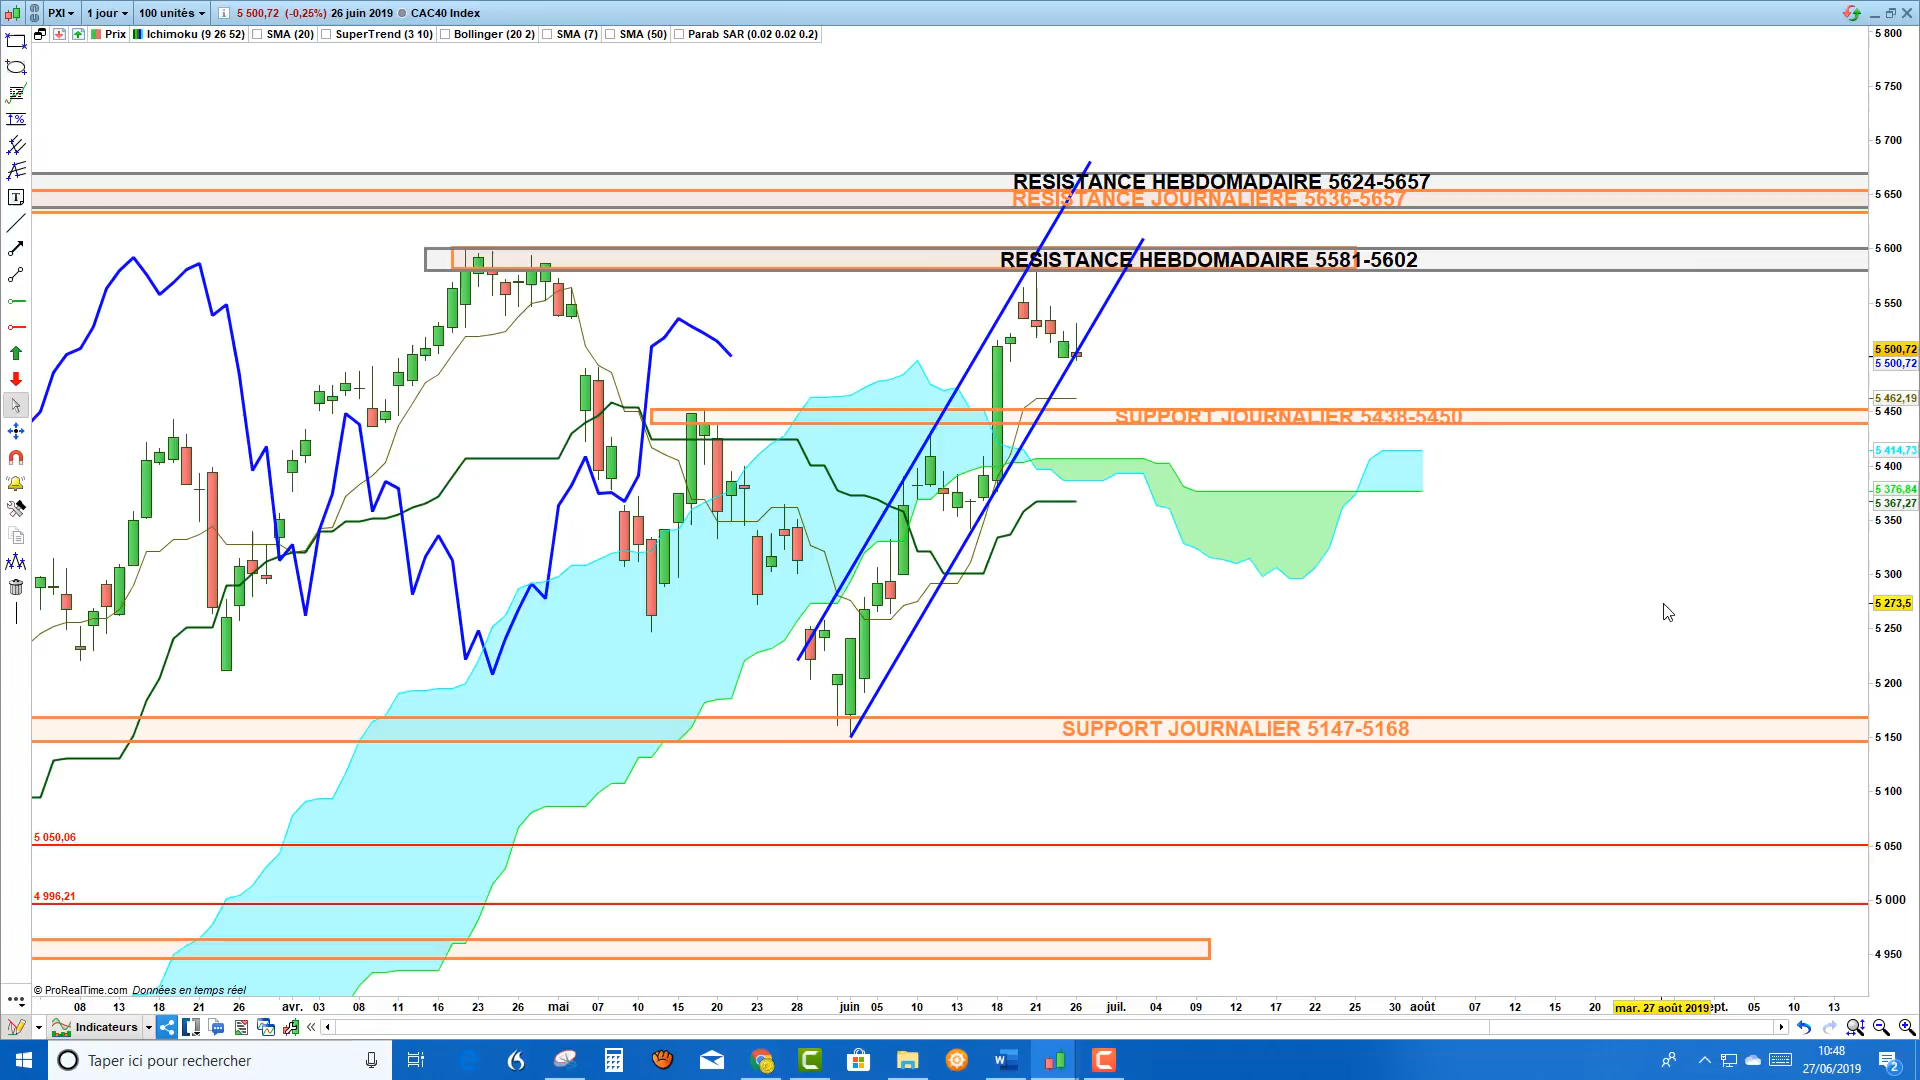 PXI 1 jour 100 unités 5 500,72 (-0,25%) 26 juin 2019 CAC40 Index
Prix Ichimoku (9 26 52) SMA (20) SuperTrend (3 10) Bollinger (20 2) SMA (7) SMA (50) Parab SAR (0.02 0.02 0.2)
5 800
5 750
5 700
RESISTANCE HEBDOMADAIRE 5624-5657
RESISTANCE JOURNALIERE 5636-5657
5 650
5 600
RESISTANCE HEBDOMADAIRE 5581-5602
5 550
5 500,72
5 500,72
5 462,19
5 450
SUPPORT JOURNALIER 5438-5450
5 414,73
5 400
5 376,84
5 367,27
5 350
5 300
5 273,5
5 250
5 200
SUPPORT JOURNALIER 5147-5168
5 150
5 100
5 050,06
5 050
4 996,21
5 000
4 950
© ProRealTime.com Données en temps réel
08 13 18 21 26 avr. 03 08 11 16 23 26 mai 07 10 15 20 23 28 juin 05 10 13 18 21 26 juil. 04 09 12 17 22 25 30 août 07 12 15 20 mar. 27 août 2019 pt. 05 10 13
Indicateurs
Taper ici pour rechercher
10:48
27/06/2019
2